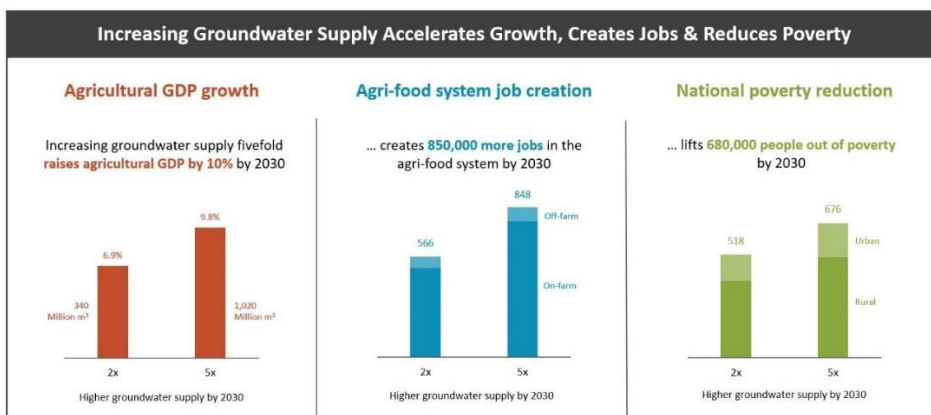 Increasing Groundwater Supply Accelerates Growth, Creates Jobs & Reduces Poverty
Agricultural GDP growth
Increasing groundwater supply fivefold
raises agricultural GDP by 10% by 2030
9.8%
6.9%
340
Million m³
1,020
Million m³
2x
5x
Higher groundwater supply by 2030
Agri-food system job creation
... creates 850,000 more jobs in the
agri-food system by 2030
848
Off-farm
566
On-farm
2x
5x
Higher groundwater supply by 2030
National poverty reduction
... lifts 680,000 people out of poverty
by 2030
676
518
Urban
Rural
2x
5x
Higher groundwater supply by 2030